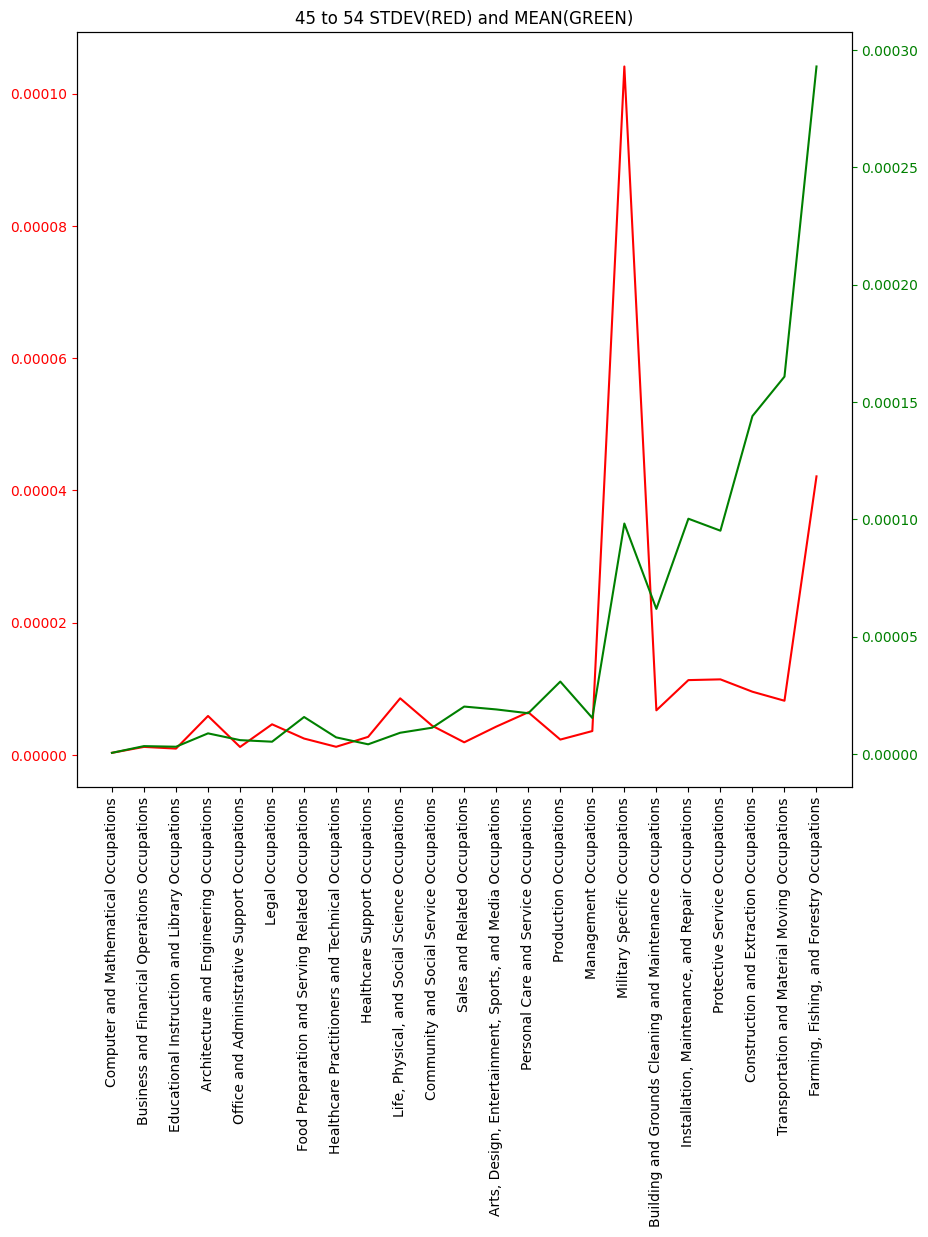 45 to 54 STDEV(RED) and MEAN(GREEN)
0.00010
0.00008
0.00006
0.00004
0.00002
0.00000
0.00030
0.00025
0.00020
0.00015
0.00010
0.00005
0.00000
Computer and Mathematical Occupations
Business and Financial Operations Occupations
Educational Instruction and Library Occupations
Architecture and Engineering Occupations
Office and Administrative Support Occupations
Legal Occupations
Food Preparation and Serving Related Occupations
Healthcare Practitioners and Technical Occupations
Healthcare Support Occupations
Life, Physical, and Social Science Occupations
Community and Social Service Occupations
Sales and Related Occupations
Arts, Design, Entertainment, Sports, and Media Occupations
Personal Care and Service Occupations
Production Occupations
Management Occupations
Military Specific Occupations
Building and Grounds Cleaning and Maintenance Occupations
Installation, Maintenance, and Repair Occupations
Protective Service Occupations
Construction and Extraction Occupations
Transportation and Material Moving Occupations
Farming, Fishing, and Forestry Occupations